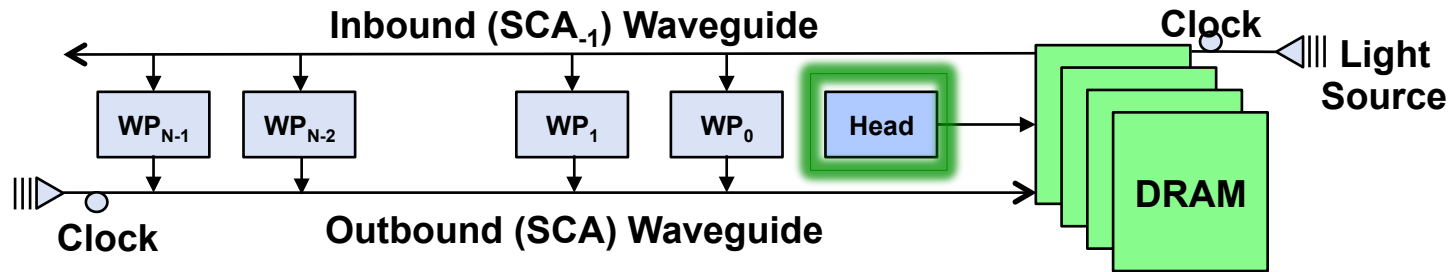 Inbound (SCA-1) Waveguide
Clock
Light
Source
WPN-1
WPN-2
WP1
WP0
Head
DRAM
Clock
Outbound (SCA) Waveguide